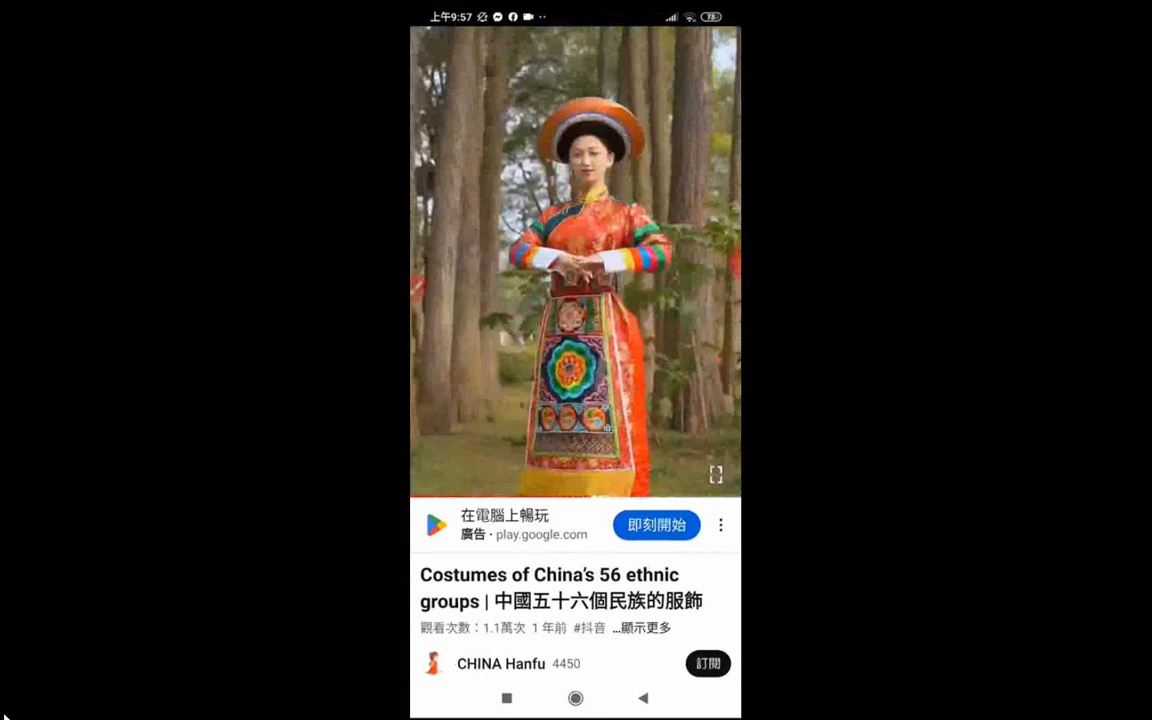 上午9:57
73
在電腦上暢玩
廣告 · play.google.com
即刻開始
Costumes of China's 56 ethnic
groups | 中國五十六個民族的服飾
觀看次數：1.1萬次 1 年前 #抖音 ...顯示更多
CHINA Hanfu 4450
訂閱